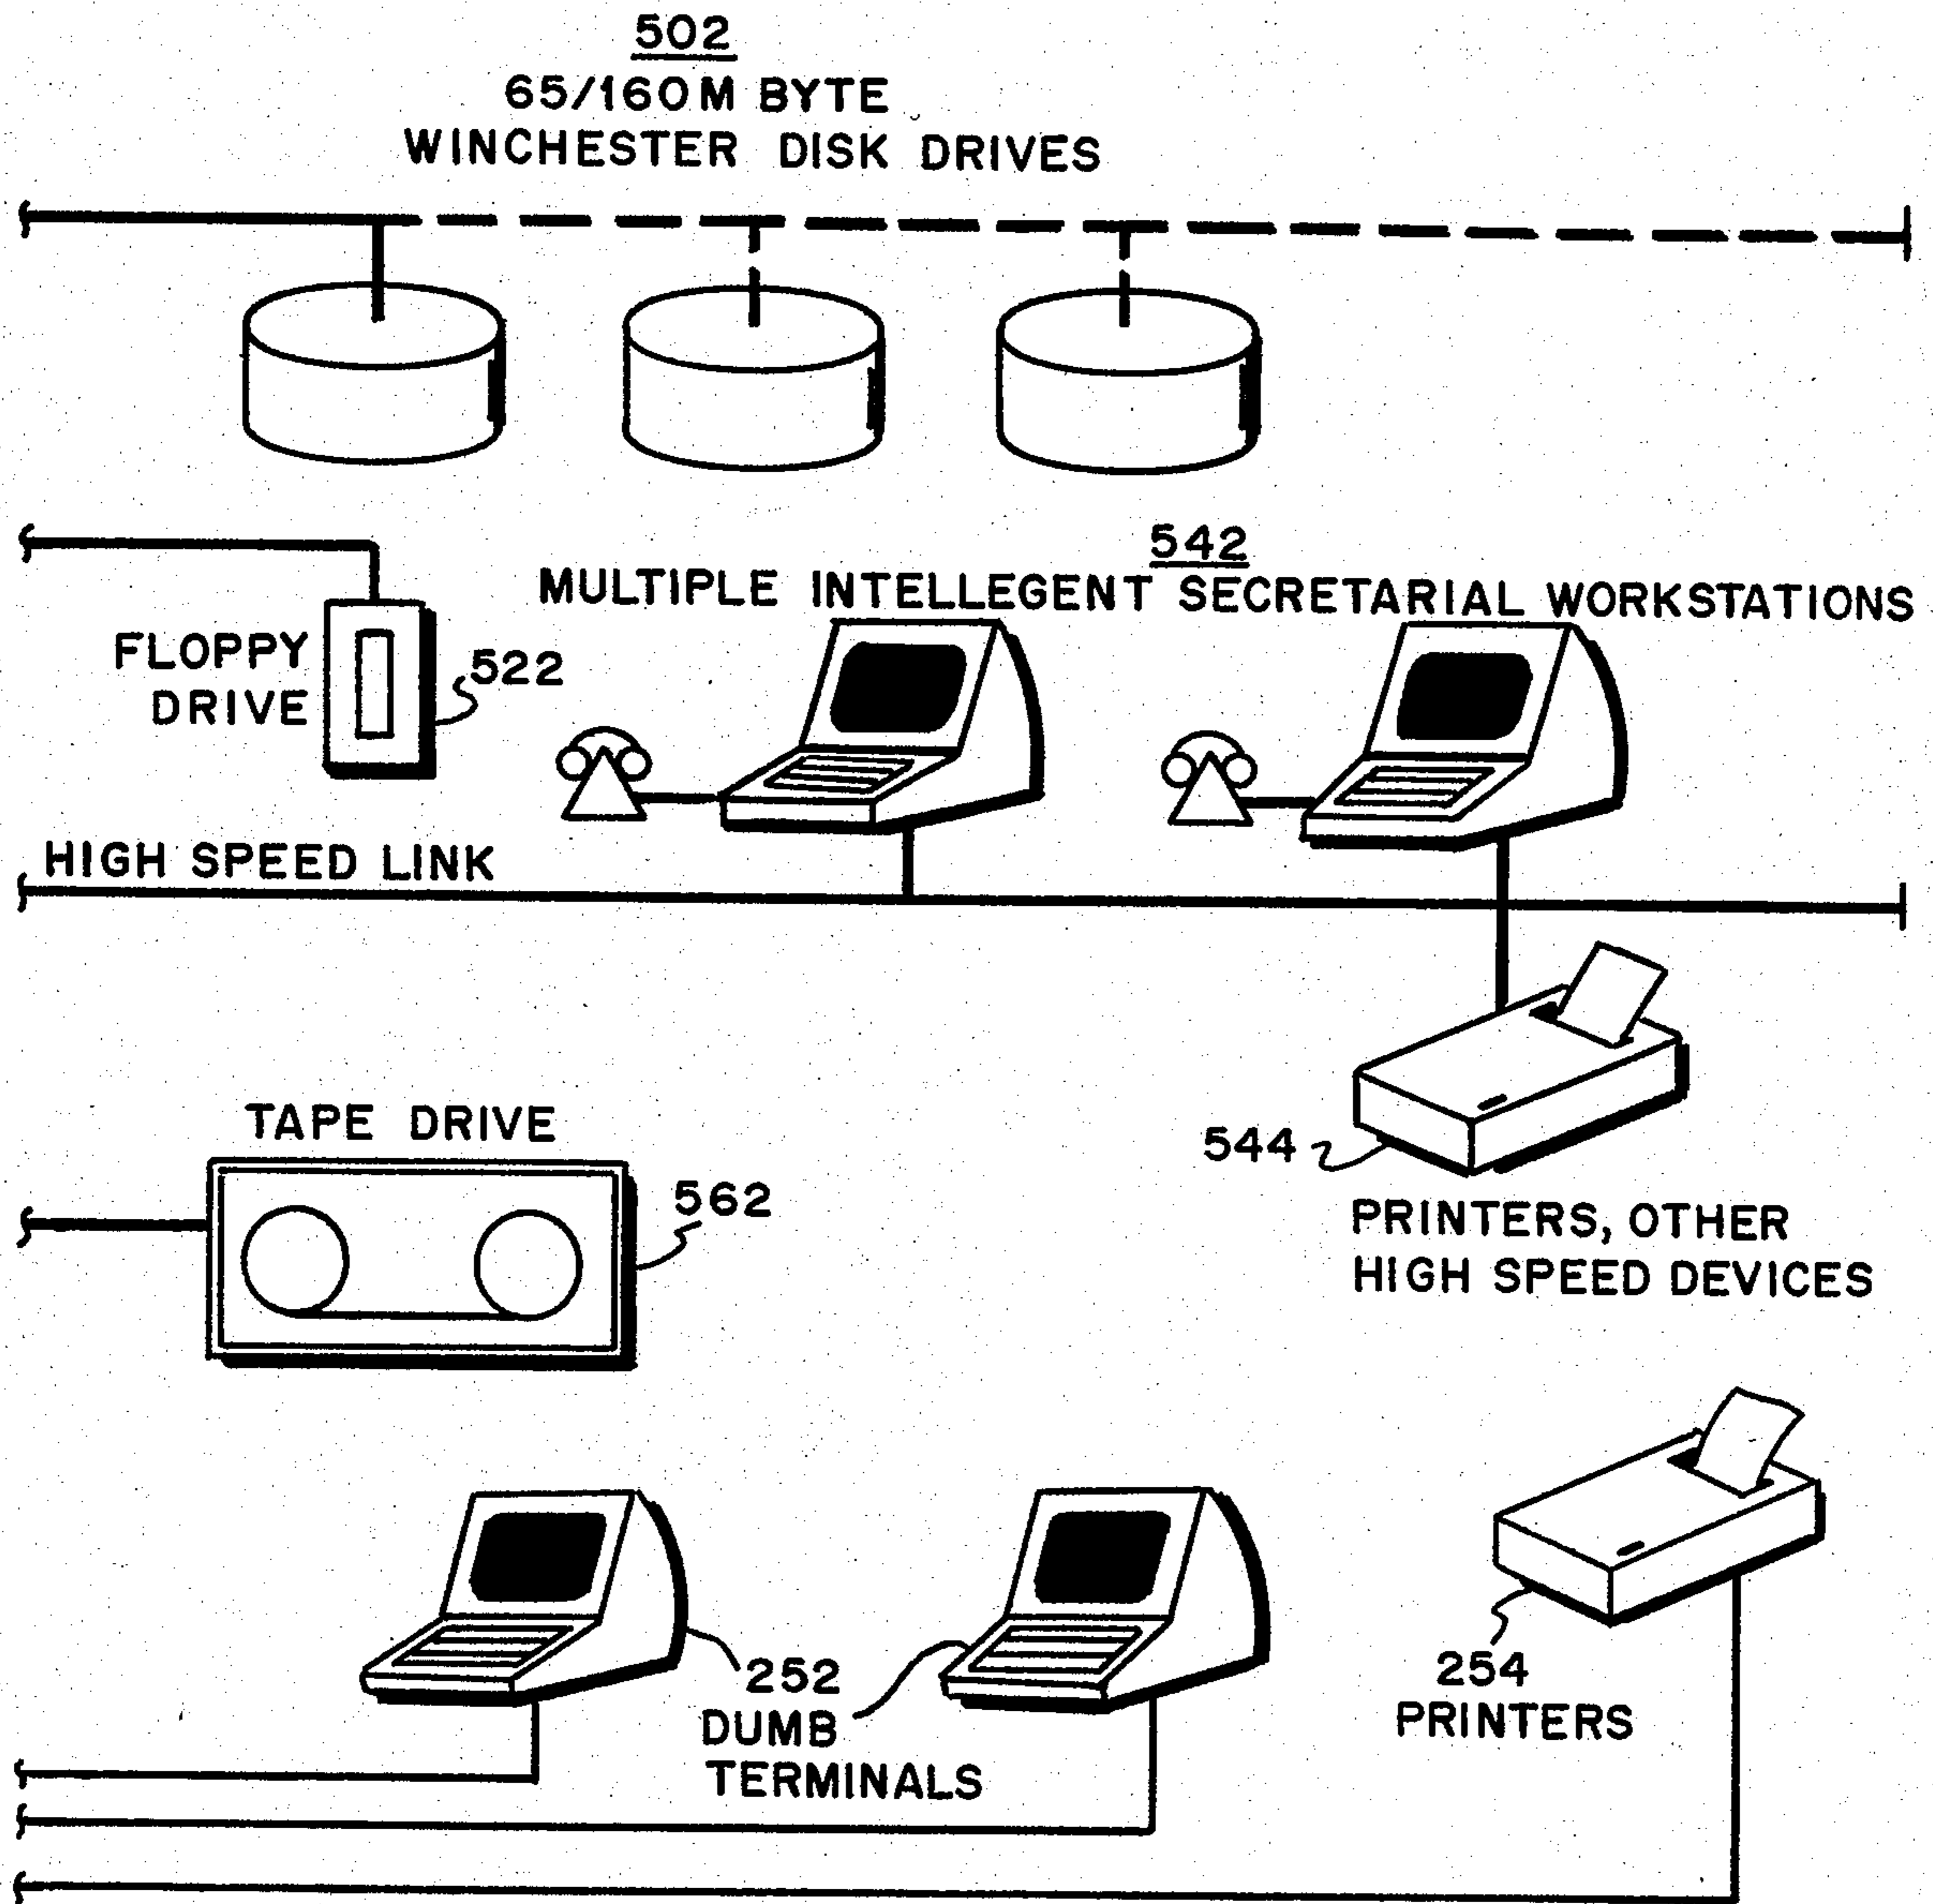 502
65/160M BYTE
WINCHESTER DISK DRIVES
542
MULTIPLE INTELLEGENT SECRETARIAL WORKSTATIONS
FLOPPY
DRIVE
522
HIGH SPEED LINK
TAPE DRIVE
562
544
PRINTERS, OTHER
HIGH SPEED DEVICES
252
DUMB
TERMINALS
254
PRINTERS